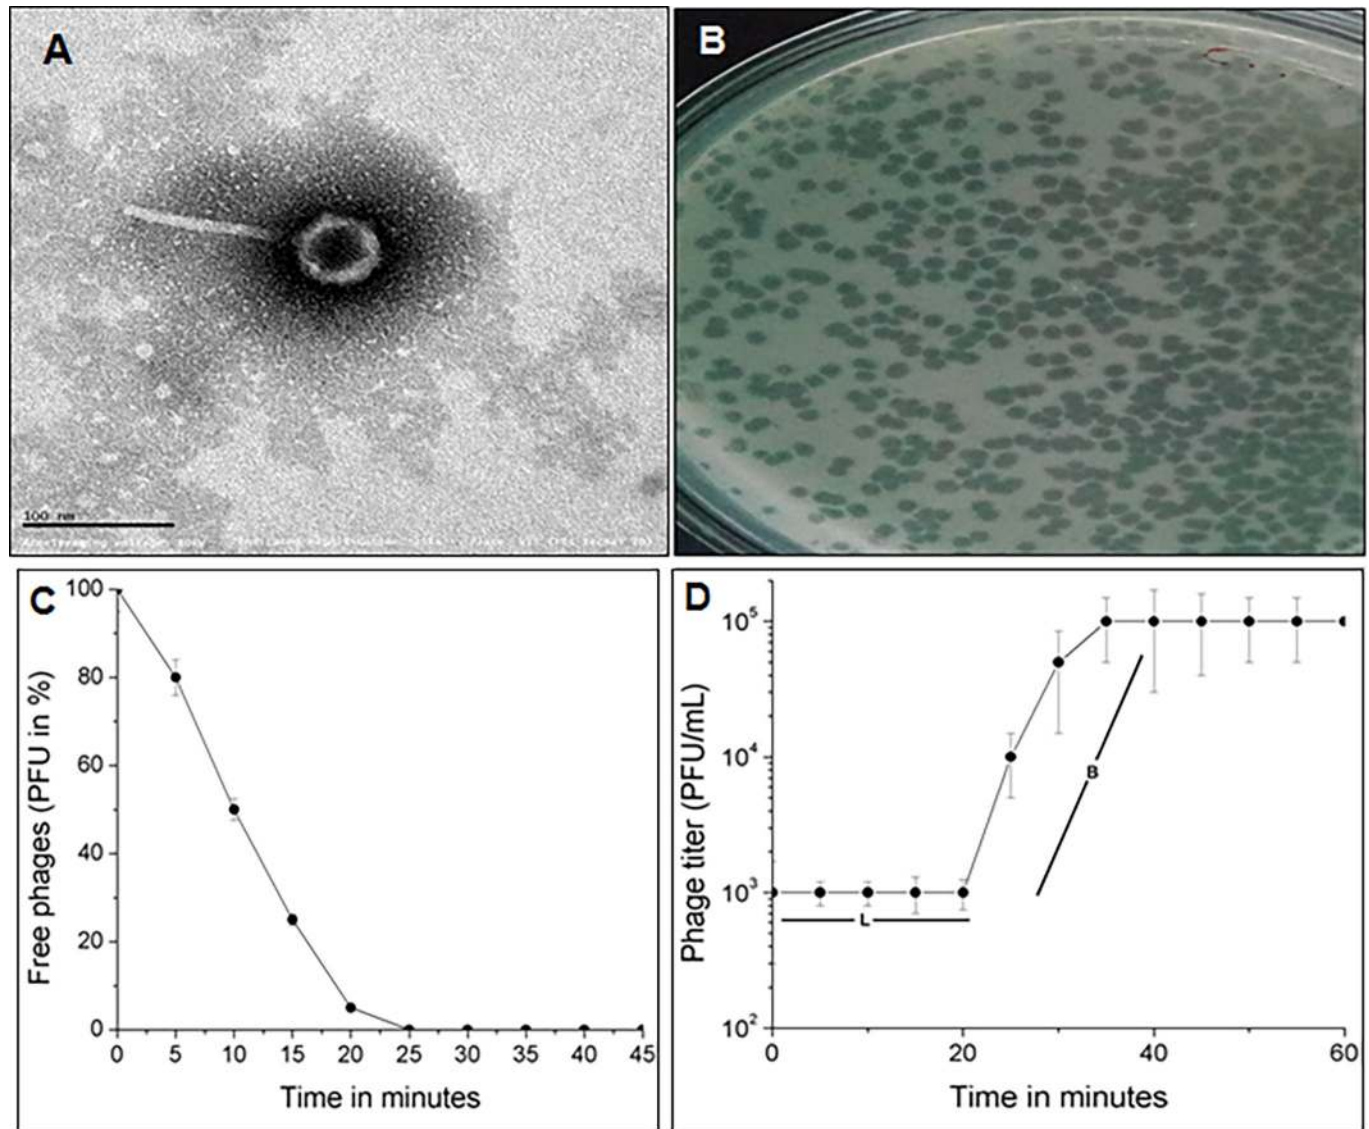 A
B
100 nm
C
Free phages (PFU in %)
100
80
60
40
20
0
0 5 10 15 20 25 30 35 40 45
Time in minutes
D
Phage titer (PFU/mL)
10⁵
10⁴
10³
10²
B
L
0 20 40 60
Time in minutes